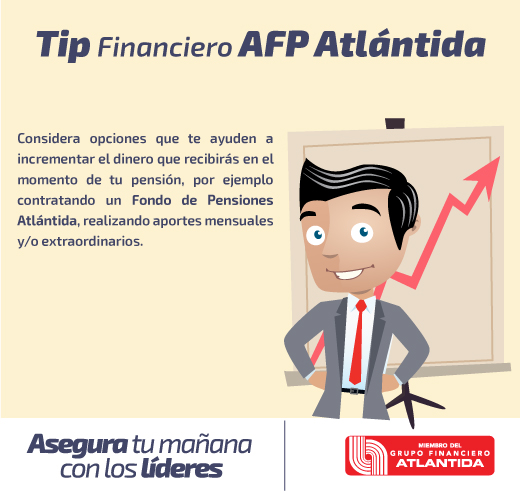 Tip Financiero AFP Atlántida
Considera opciones que te ayuden a
incrementar el dinero que recibirás en el
momento de tu pensión, por ejemplo
contratando un Fondo de Pensiones
Atlántida, realizando aportes mensuales
y/o extraordinarios.
Asegura tu mañana
con los líderes
MIEMBRO DEL
GRUPO FINANCIERO
ATLANTIDA